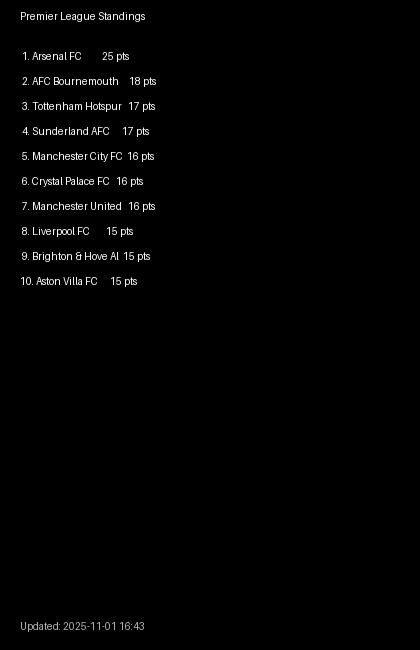 Premier League Standings
1. Arsenal FC 25 pts
2. AFC Bournemouth 18 pts
3. Tottenham Hotspur 17 pts
4. Sunderland AFC 17 pts
5. Manchester City FC 16 pts
6. Crystal Palace FC 16 pts
7. Manchester United 16 pts
8. Liverpool FC 15 pts
9. Brighton & Hove Al 15 pts
10. Aston Villa FC 15 pts
Updated: 2025-11-01 16:43